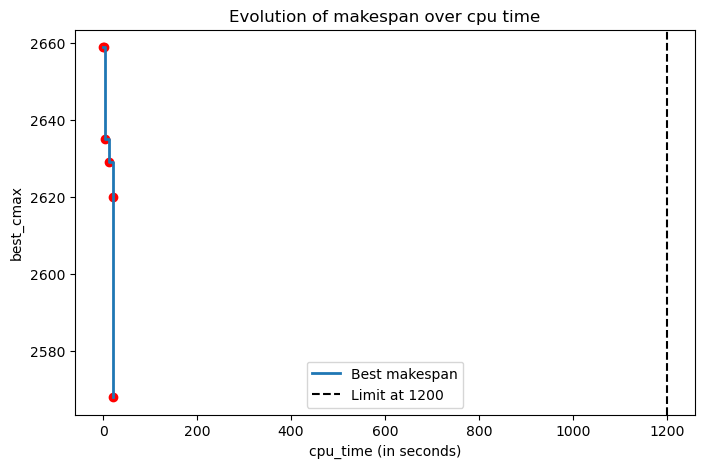 Evolution of makespan over cpu time
best_cmax
2660
2640
2620
2600
2580
Best makespan
Limit at 1200
0
200
400
600
800
1000
1200
cpu_time (in seconds)